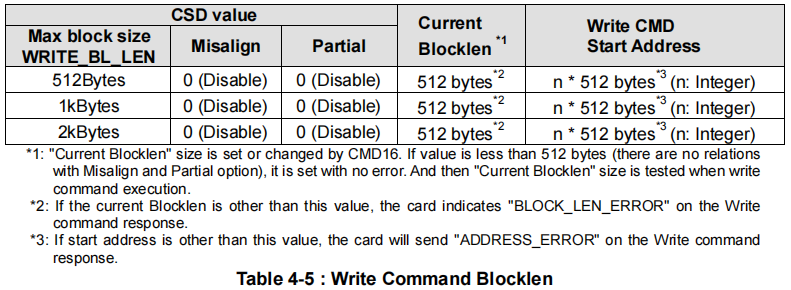 CSD value
Current Blocklen *1
Write CMD Start Address
Max block size WRITE_BL_LEN
Misalign
Partial
512Bytes 0 (Disable) 0 (Disable) 512 bytes*2 n * 512 bytes*3 (n: Integer)
1kBytes 0 (Disable) 0 (Disable) 512 bytes*2 n * 512 bytes*3 (n: Integer)
2kBytes 0 (Disable) 0 (Disable) 512 bytes*2 n * 512 bytes*3 (n: Integer)
*1: "Current Blocklen" size is set or changed by CMD16. If value is less than 512 bytes (there are no relations
with Misalign and Partial option), it is set with no error. And then "Current Blocklen" size is tested when write
command execution.
*2: If the current Blocklen is other than this value, the card indicates "BLOCK_LEN_ERROR" on the Write
command response.
*3: If start address is other than this value, the card will send "ADDRESS_ERROR" on the Write command
response.
Table 4-5 : Write Command Blocklen